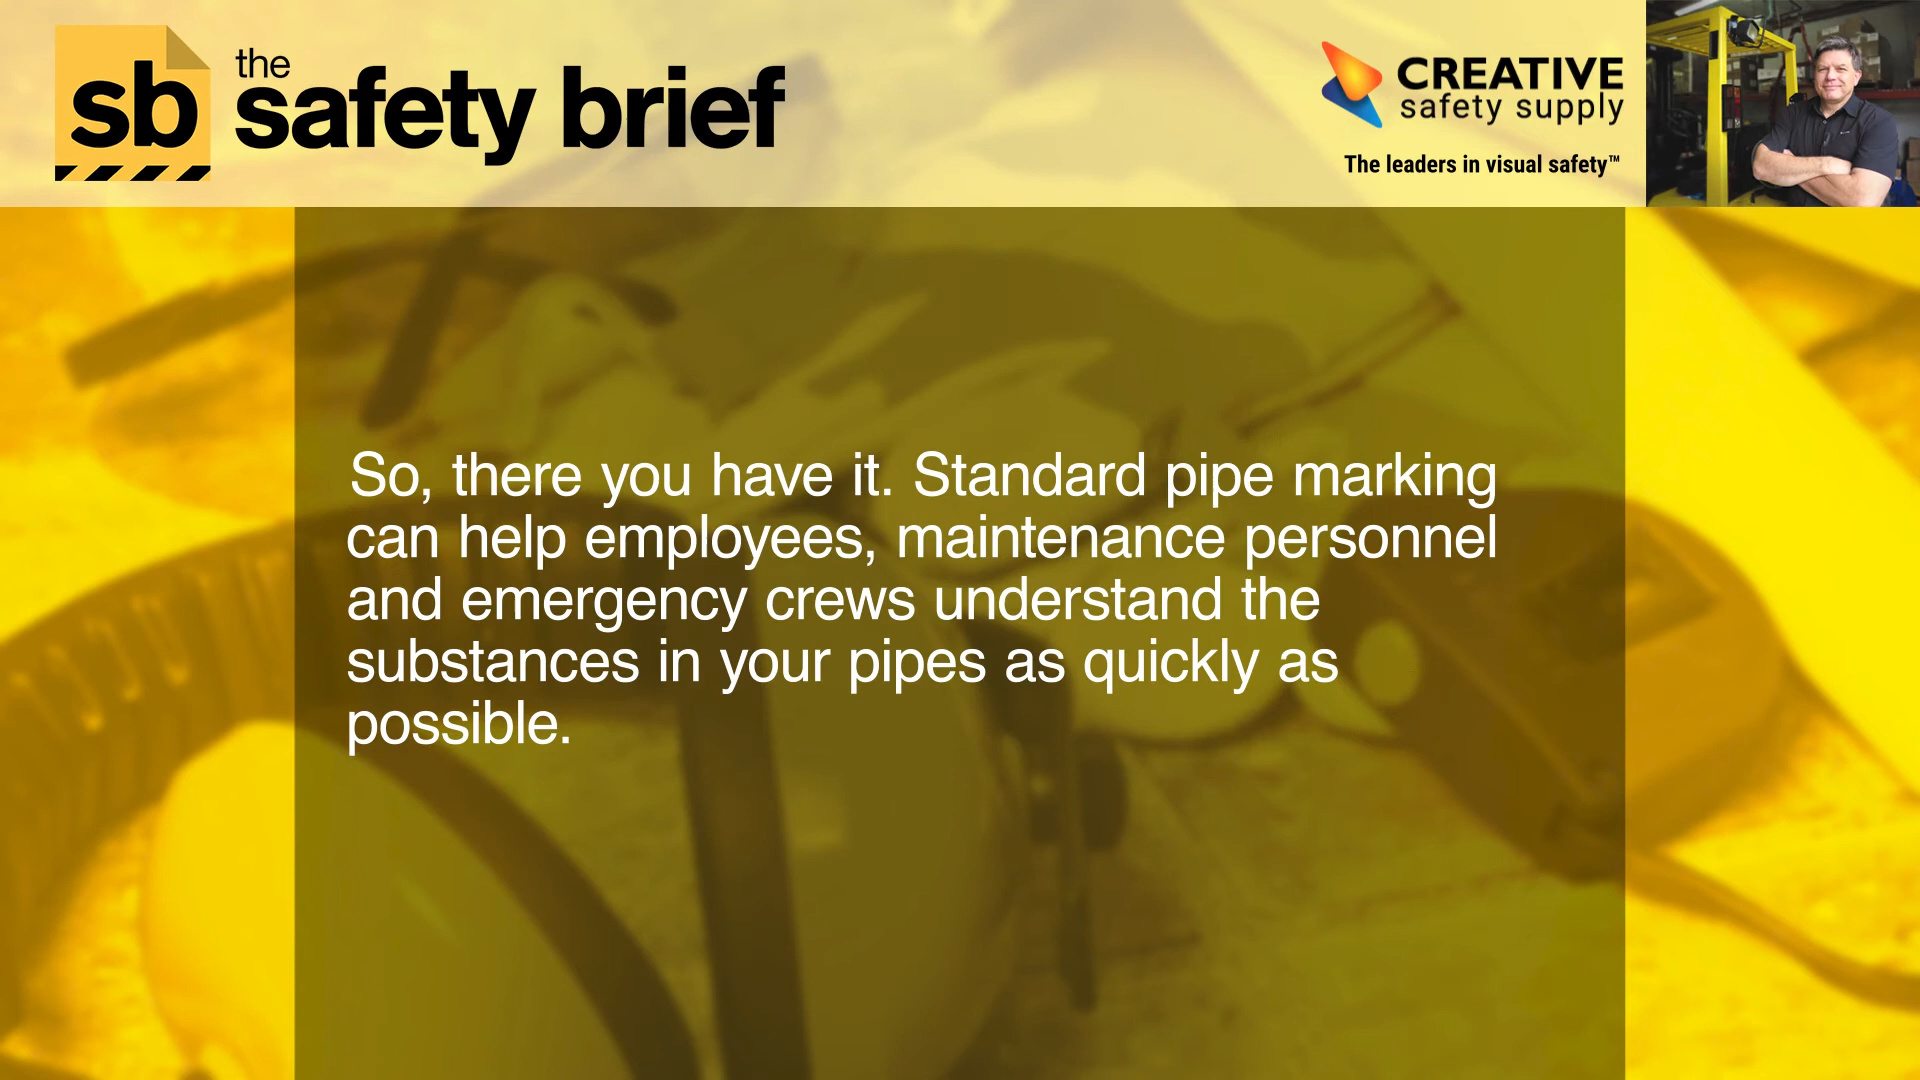 sb
the
safety brief
CREATIVE
safety supply
The leaders in visual safety™
So, there you have it. Standard pipe marking
can help employees, maintenance personnel
and emergency crews understand the
substances in your pipes as quickly as
possible.